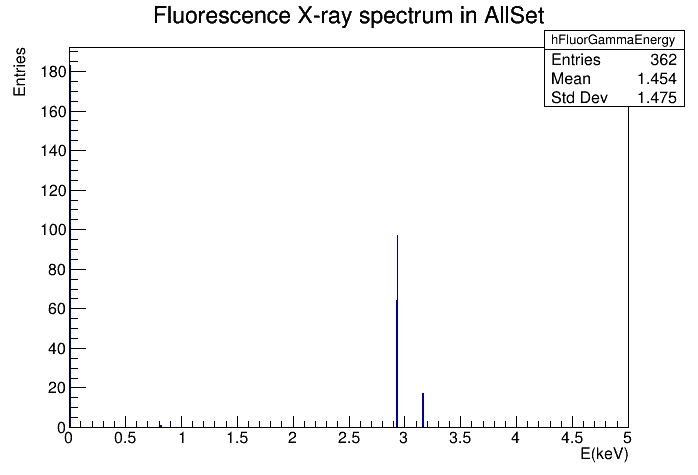 Fluorescence X-ray spectrum in AllSet
hFluorGammaEnergy
Entries 362
Mean 1.454
Std Dev 1.475
Entries
180
160
140
120
100
80
60
40
20
0
0 0.5 1 1.5 2 2.5 3 3.5 4 4.5 5
E(keV)